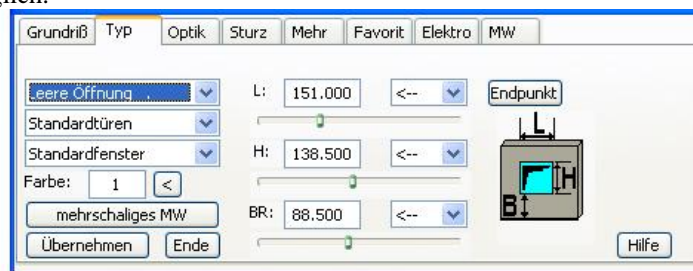 Grundriß Typ Optik Sturz Mehr Favorit Elektro MW
Leere Öffnung . L: 151.000 <-- Endpunkt
Standardtüren L
Standardfenster H: 138.500 <-- H
Farbe: 1 < B
mehrschaliges MW BR: 88.500 <--
Übernehmen Ende Hilfe